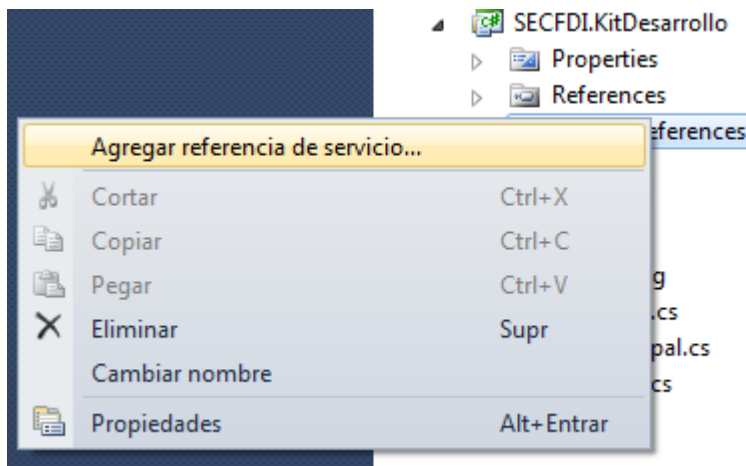 SECFDI.KitDesarrollo
Properties
References
eferences
Agregar referencia de servicio...
Cortar Ctrl+X
Copiar Ctrl+C
Pegar Ctrl+V
g
Eliminar Supr
.cs
pal.cs
Cambiar nombre
cs
Propiedades Alt+Entrar